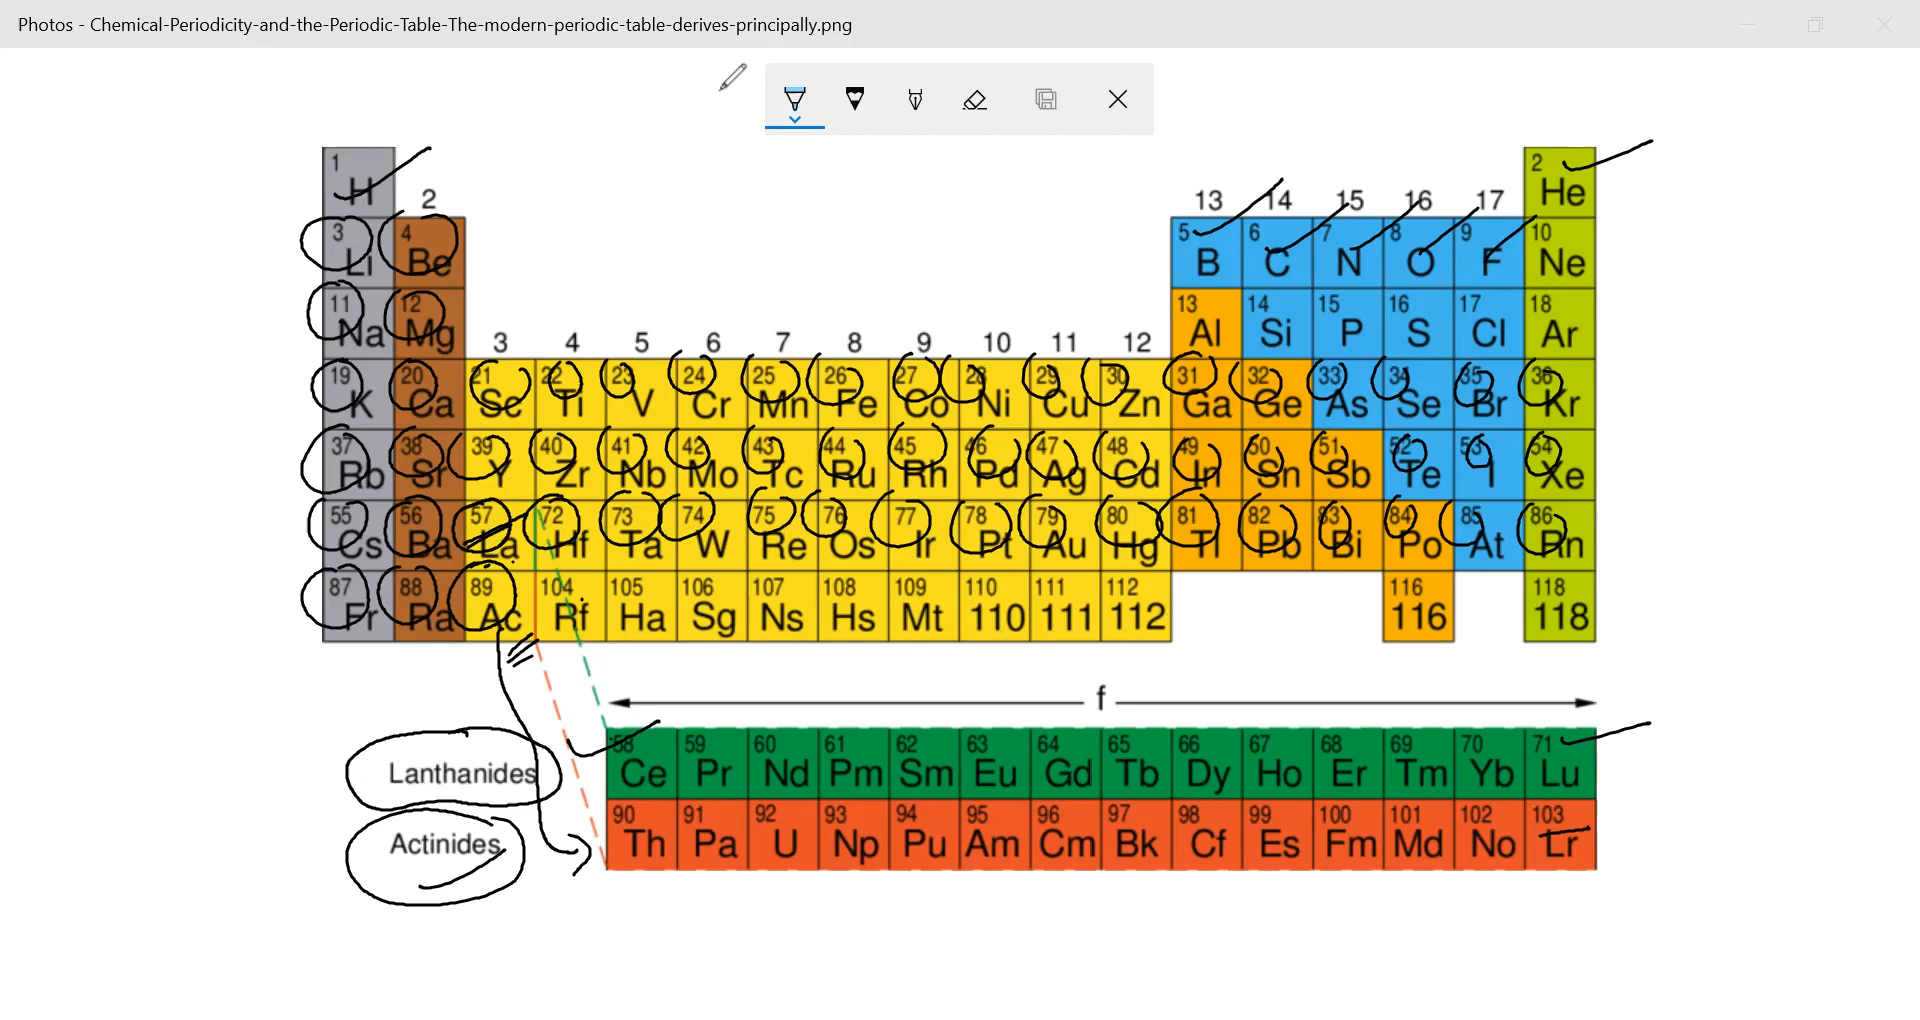 Photos - Chemical-Periodicity-and-the-Periodic-Table-The-modern-periodic-table-derives-principally.png
1 2
H He
2 13 14 15 16 17
3 4 5 6 7 8 9 10
Li Be B C N O F Ne
11 12 13 14 15 16 17 18
Na Mg Al Si P S Cl Ar
3 4 5 6 7 8 9 10 11 12
19 20 21 22 23 24 25 26 27 28 29 30 31 32 33 34 35 36
K Ca Sc Ti V Cr Mn Fe Co Ni Cu Zn Ga Ge As Se Br Kr
37 38 39 40 41 42 43 44 45 46 47 48 49 50 51 52 53 54
Rb Sr Y Zr Nb Mo Tc Ru Rh Pd Ag Cd In Sn Sb Te I Xe
55 56 57 72 73 74 75 76 77 78 79 80 81 82 83 84 85 86
Cs Ba La Hf Ta W Re Os Ir Pt Au Hg Tl Pb Bi Po At Rn
87 88 89 104 105 106 107 108 109 110 111 112 116 118
Fr Ra Ac Rf Ha Sg Ns Hs Mt 110 111 112 116 118
f
58 59 60 61 62 63 64 65 66 67 68 69 70 71
Lanthanides Ce Pr Nd Pm Sm Eu Gd Tb Dy Ho Er Tm Yb Lu
90 91 92 93 94 95 96 97 98 99 100 101 102 103
Actinides Th Pa U Np Pu Am Cm Bk Cf Es Fm Md No Lr